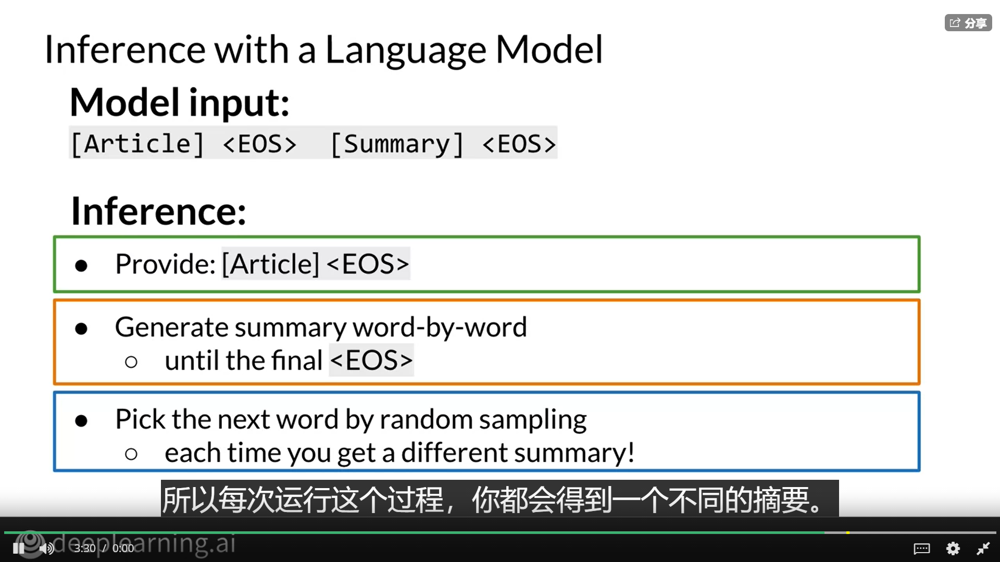 分享
Inference with a Language Model
Model input:
[Article] <EOS> [Summary] <EOS>
Inference:
● Provide: [Article] <EOS>
● Generate summary word-by-word
○ until the final <EOS>
● Pick the next word by random sampling
○ each time you get a different summary!
所以每次运行这个过程，你都会得到一个不同的摘要。
deeplearning.ai
3:30 / 0:00